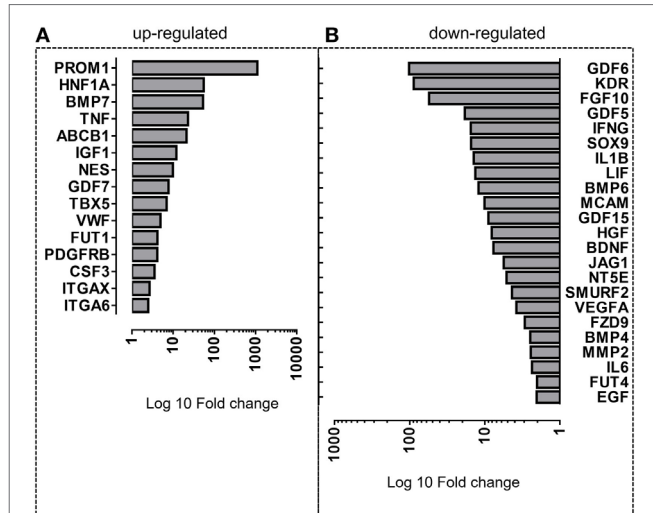 A
up-regulated
PROM1
HNF1A
BMP7
TNF
ABCB1
IGF1
NES
GDF7
TBX5
VWF
FUT1
PDGFRB
CSF3
ITGAX
ITGA6
1
10
100
1000
10000
Log 10 Fold change
B
down-regulated
GDF6
KDR
FGF10
GDF5
IFNG
SOX9
IL1B
LIF
BMP6
MCAM
GDF15
HGF
BDNF
JAG1
NT5E
SMURF2
VEGFA
FZD9
BMP4
MMP2
IL6
FUT4
EGF
1000
100
10
1
Log 10 Fold change